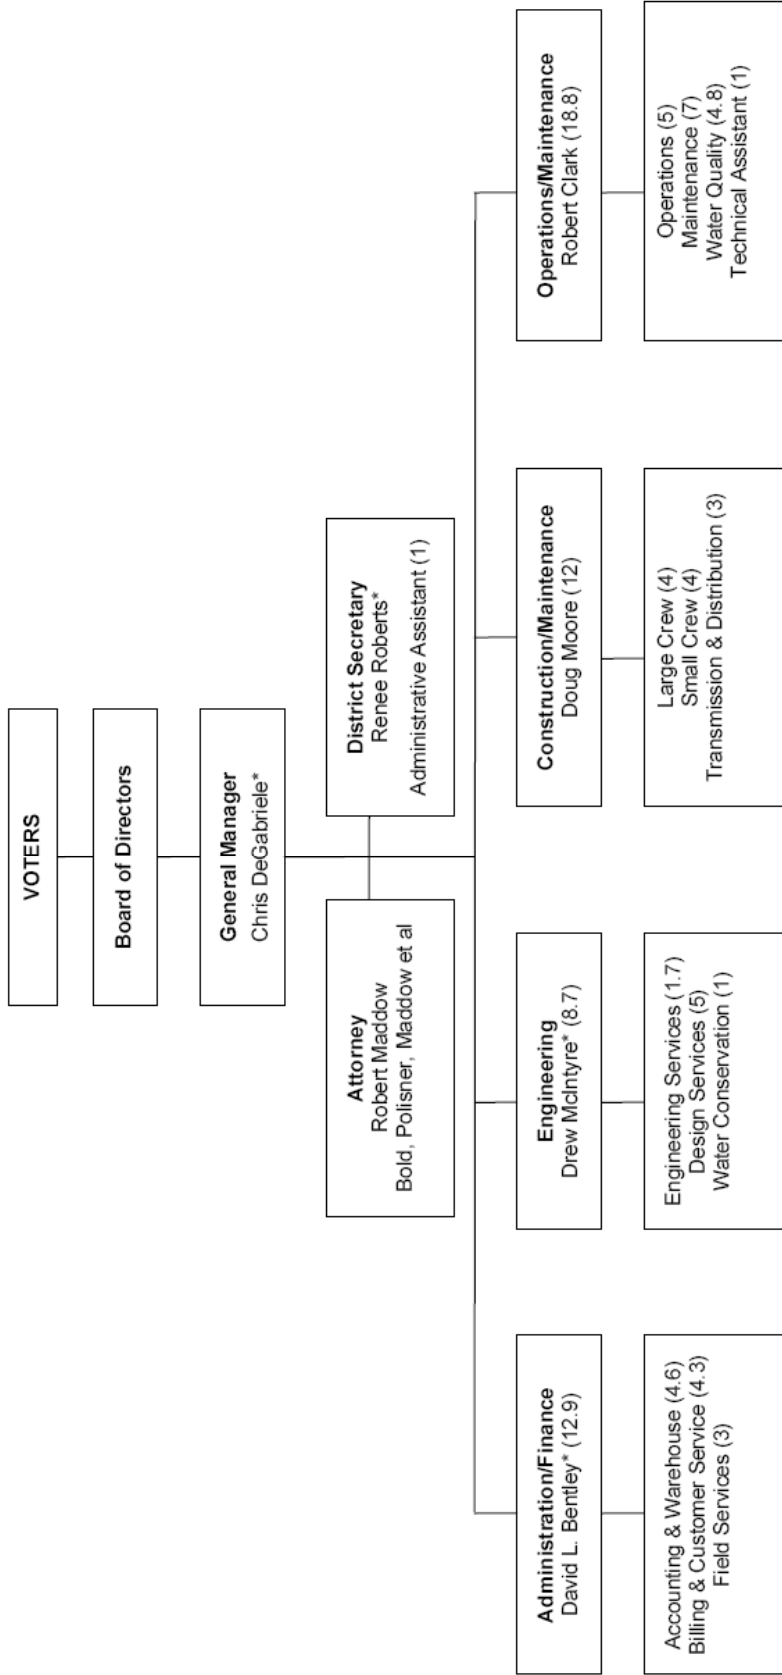 VOTERS
Board of Directors
General Manager
Chris DeGabriele*
Attorney
Robert Maddow
Bold, Polisner, Maddow et al
District Secretary
Renee Roberts*
Administrative Assistant (1)
Administration/Finance
David L. Bentley* (12.9)
Engineering
Drew McIntyre* (8.7)
Construction/Maintenance
Doug Moore (12)
Operations/Maintenance
Robert Clark (18.8)
Accounting & Warehouse (4.6)
Billing & Customer Service (4.3)
Field Services (3)
Engineering Services (1.7)
Design Services (5)
Water Conservation (1)
Large Crew (4)
Small Crew (4)
Transmission & Distribution (3)
Operations (5)
Maintenance (7)
Water Quality (4.8)
Technical Assistant (1)